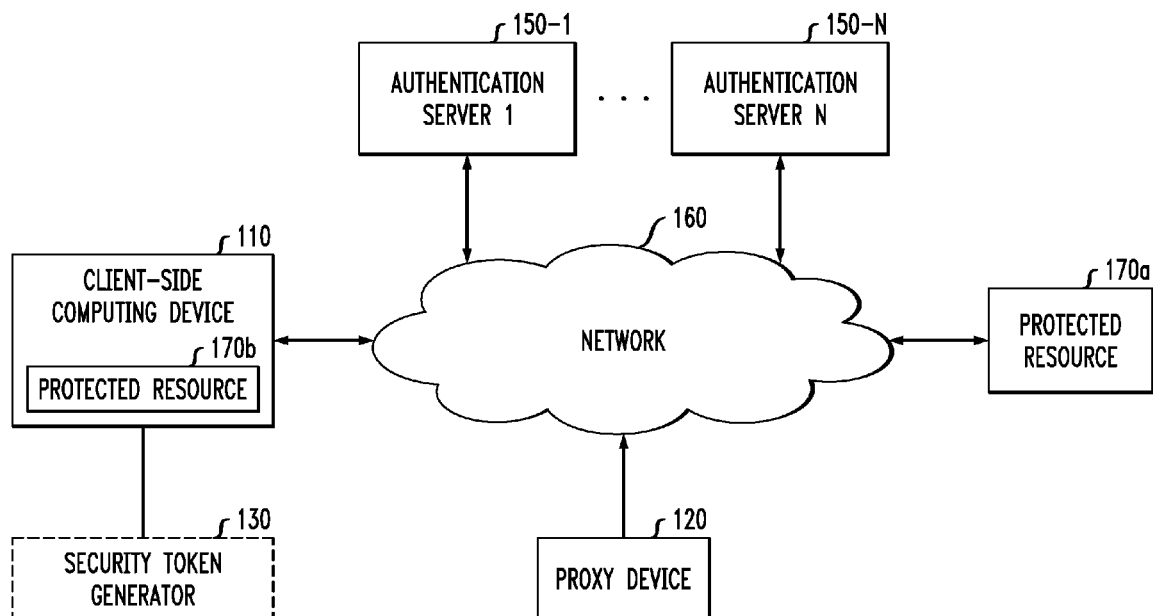 150-1
150-N
AUTHENTICATION
SERVER 1
. . .
AUTHENTICATION
SERVER N
160
110
CLIENT-SIDE
COMPUTING DEVICE
170b
PROTECTED RESOURCE
NETWORK
170a
PROTECTED
RESOURCE
130
SECURITY TOKEN
GENERATOR
120
PROXY DEVICE